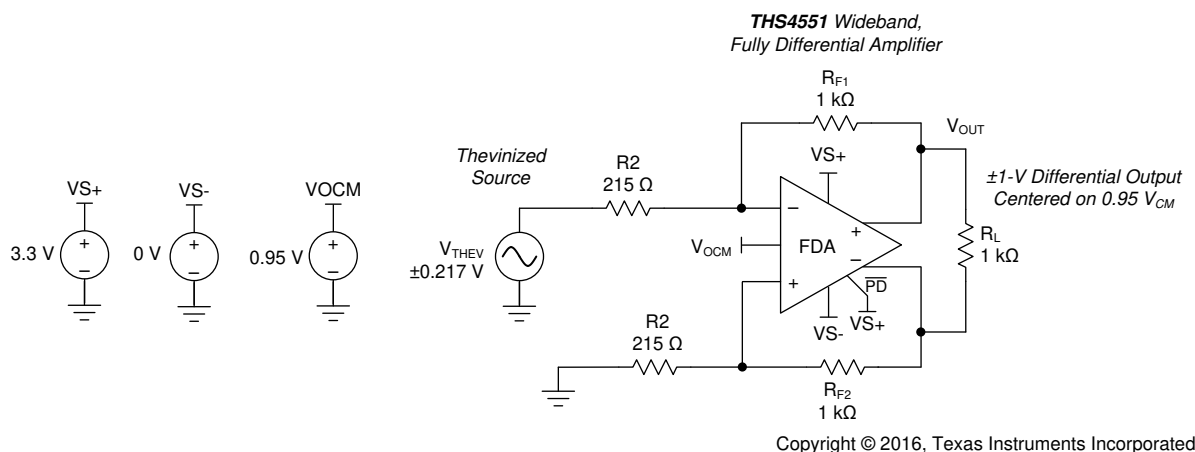 THS4551 Wideband,
Fully Differential Amplifier
RF1
1 kΩ
VOUT
VS+
Thevinized
Source
R2
215 Ω
±1-V Differential Output
Centered on 0.95 VCM
VS+
VS-
VOCM
3.3 V
+
−
0 V
+
−
0.95 V
+
−
VTHEV
±0.217 V
−
VOCM
FDA
+
−
+
PD
VS-
VS+
RL
1 kΩ
R2
215 Ω
RF2
1 kΩ
Copyright © 2016, Texas Instruments Incorporated